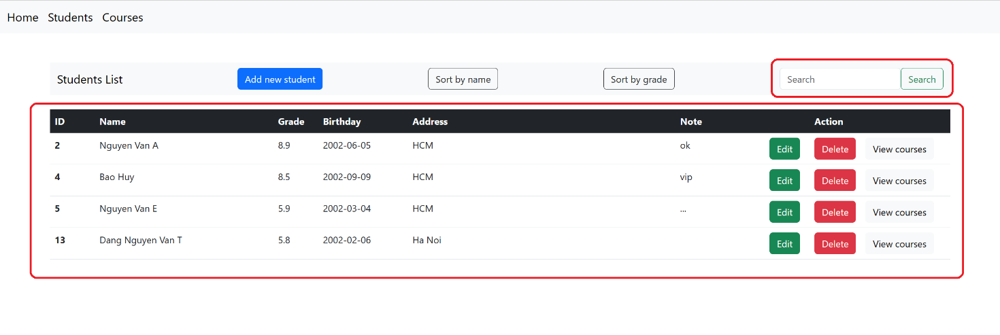 Home Students Courses
Students List Add new student Sort by name Sort by grade Search Search
ID Name Grade Birthday Address Note Action
2 Nguyen Van A 8.9 2002-06-05 HCM ok Edit Delete View courses
4 Bao Huy 8.5 2002-09-09 HCM vip Edit Delete View courses
5 Nguyen Van E 5.9 2002-03-04 HCM ... Edit Delete View courses
13 Dang Nguyen Van T 5.8 2002-02-06 Ha Noi Edit Delete View courses